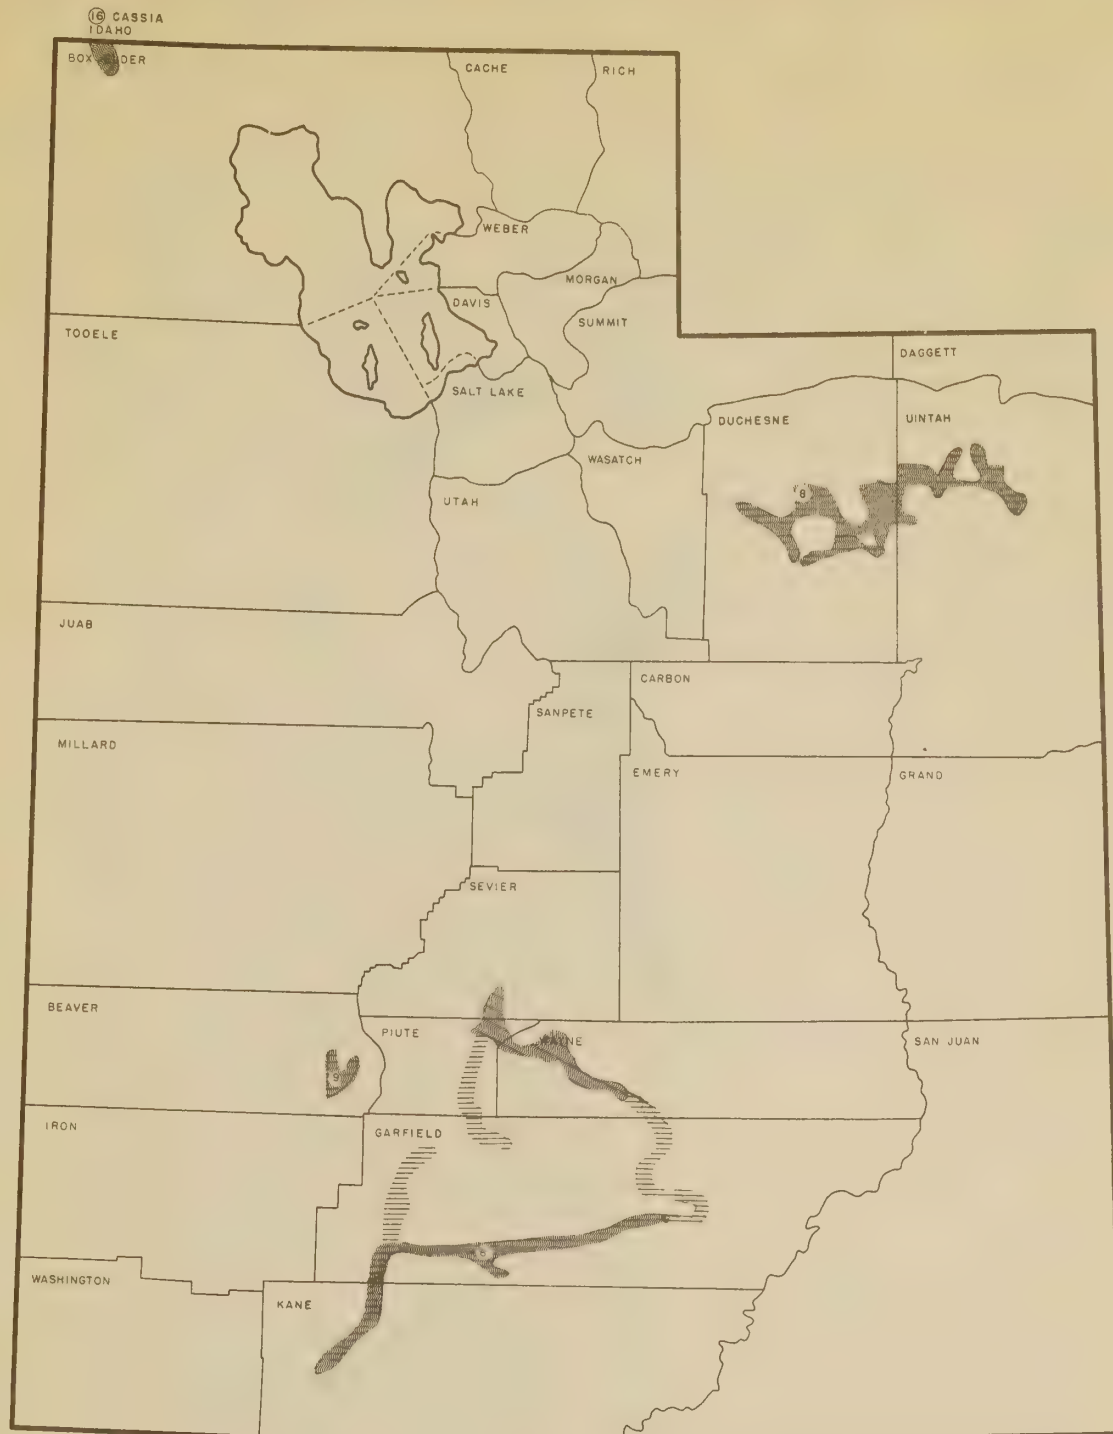 16 CASSIA
IDAHO
BOX ELDER
CACHE
RICH
WEBER
MORGAN
DAVIS
SUMMIT
TOOELE
DAGGETT
SALT LAKE
DUCHESNE
UINTAH
WASATCH
8
UTAH
JUAB
CARBON
SANPETE
MILLARD
EMERY
GRAND
SEVIER
BEAVER
PIUTE
WAYNE
SAN JUAN
9
IRON
GARFIELD
WASHINGTON
KANE